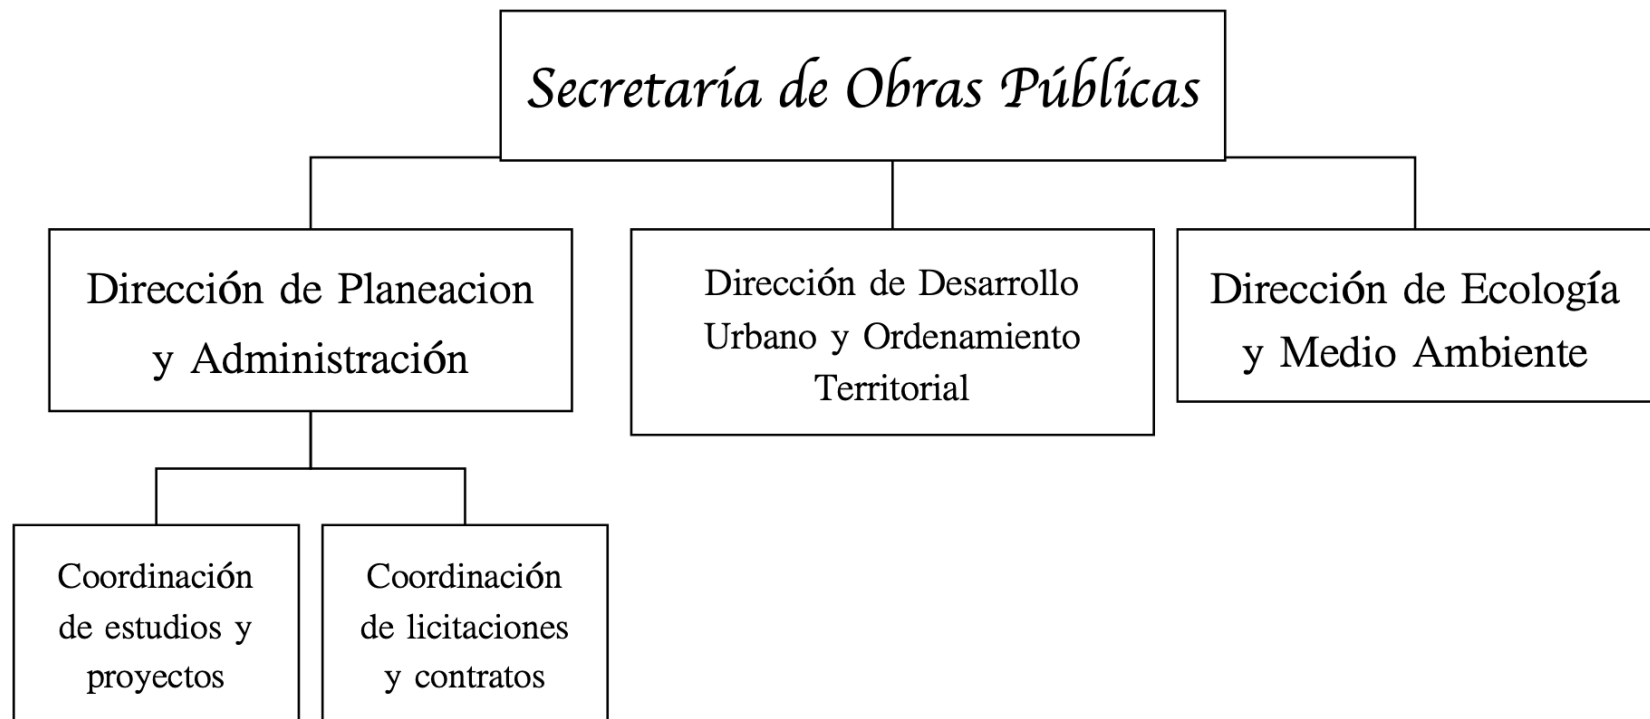 Secretaría de Obras Públicas
Dirección de Planeacion
y Administración
Dirección de Desarrollo
Urbano y Ordenamiento
Territorial
Dirección de Ecología
y Medio Ambiente
Coordinación
de estudios y
proyectos
Coordinación
de licitaciones
y contratos